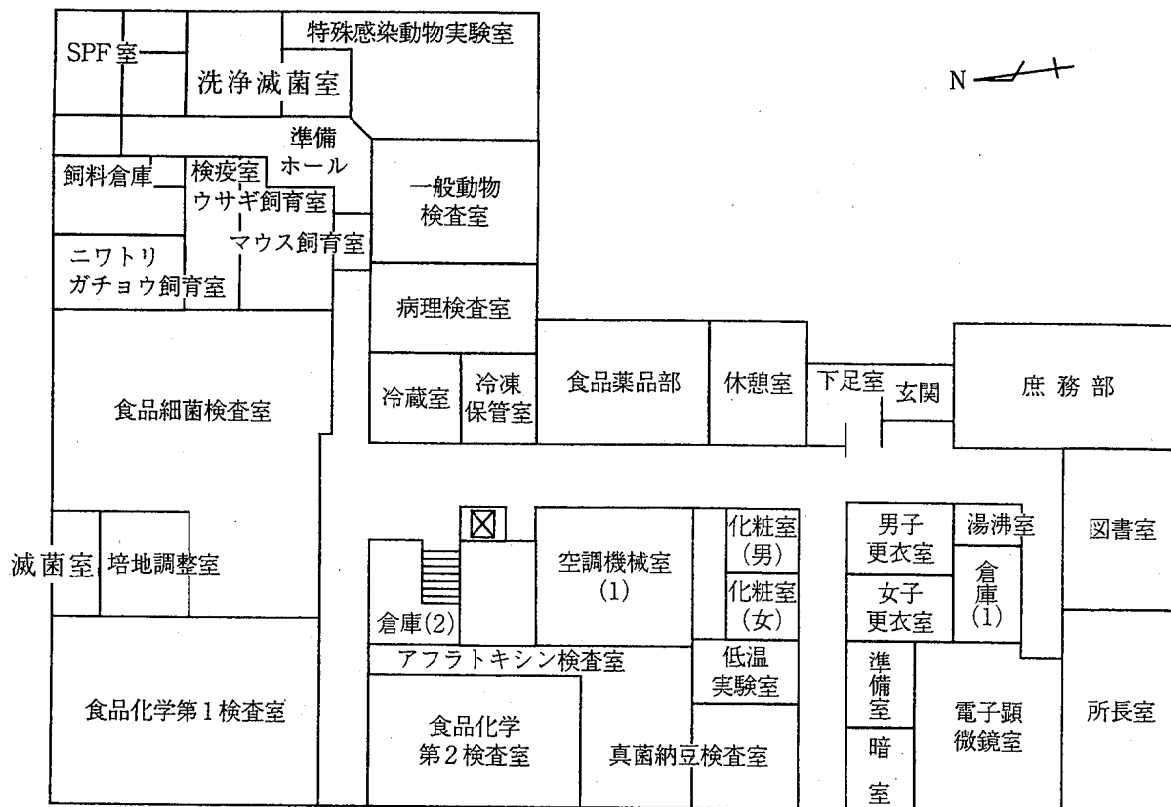 特殊感染動物実験室
SPF室
洗浄滅菌室
N
準備
ホール
飼料倉庫
検疫室
ウサギ飼育室
一般動物
検査室
マウス飼育室
ニワトリ
ガチョウ飼育室
病理検査室
食品細菌検査室
冷蔵室
冷凍
保管室
食品薬品部
休憩室
下足室
玄関
庶務部
滅菌室
培地調整室
倉庫(2)
空調機械室
(1)
化粧室
(男)
化粧室
(女)
男子
更衣室
湯沸室
女子
更衣室
倉庫
(1)
図書室
アフラトキシン検査室
低温
実験室
食品化学第1検査室
食品化学
第2検査室
真菌納豆検査室
準備室
暗室
電子顕
微鏡室
所長室